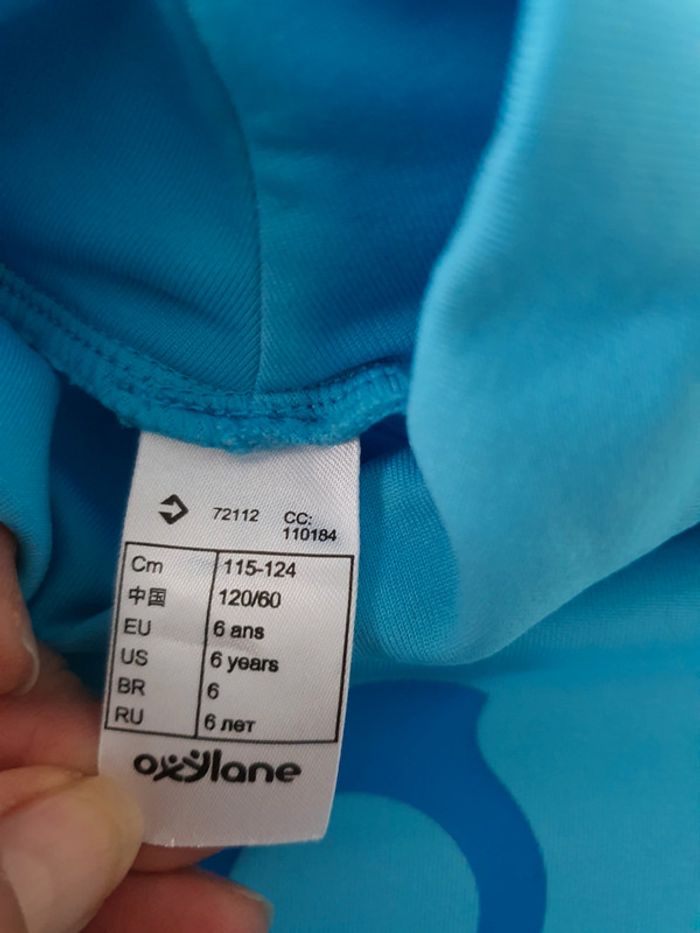 72112 CC:
110184
Cm 115-124
中国 120/60
EU 6 ans
US 6 years
BR 6
RU 6 лет
oxylane